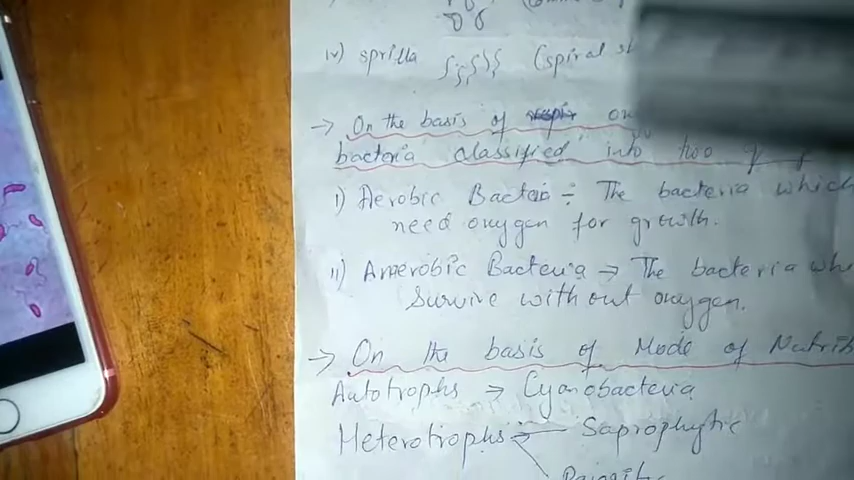 iv) sprilla (spiral
→ On the basis of
bacteria classified into two
i) Aerobic Bacteria ÷ The bacteria which
need oxygen for growth.
ii) Anerobic Bacteria → The bacteria
Survive without oxygen.
→ On the basis of Mode of
Autotrophs → Cyanobacteria
Heterotrophs → Saprophytic